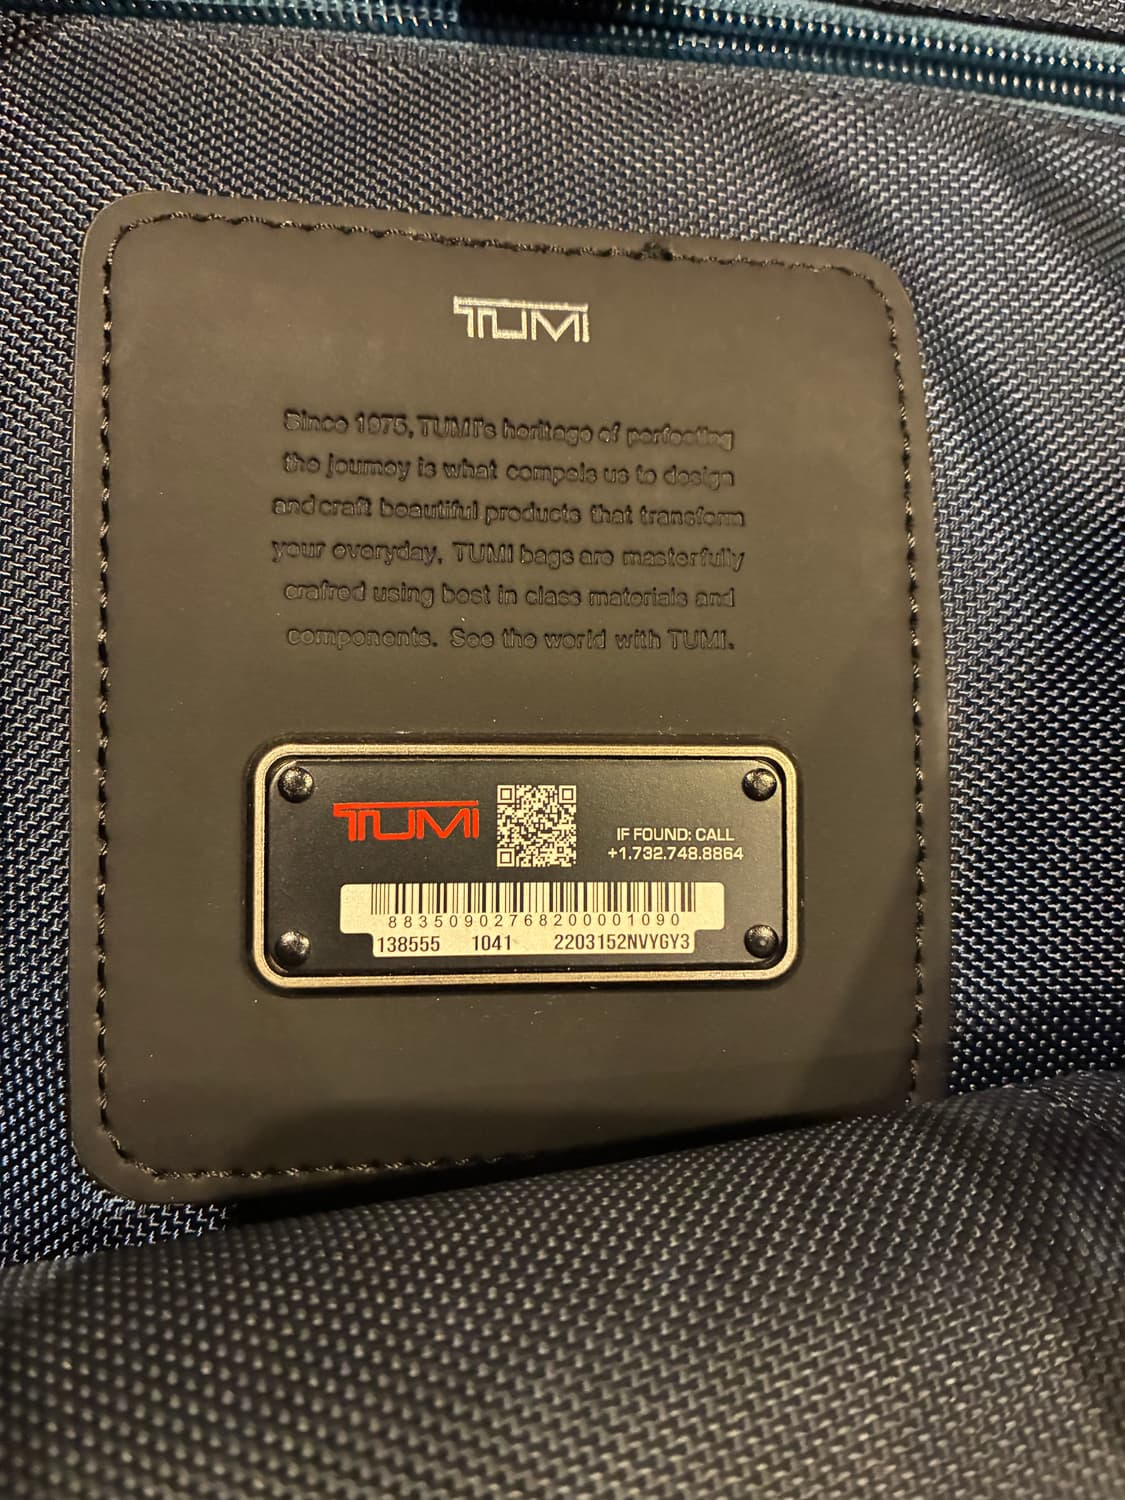 TUMI
Since 1975, TUMI's heritage of perfecting
the journey is what compels us to design
and craft beautiful products that transform
your everyday. TUMI bags are masterfully
crafred using best in class materials and
components. See the world with TUMI.
TUMI
IF FOUND: CALL
+1.732.748.8864
88350902768200001090
138555 1041 2203152NVYGY3